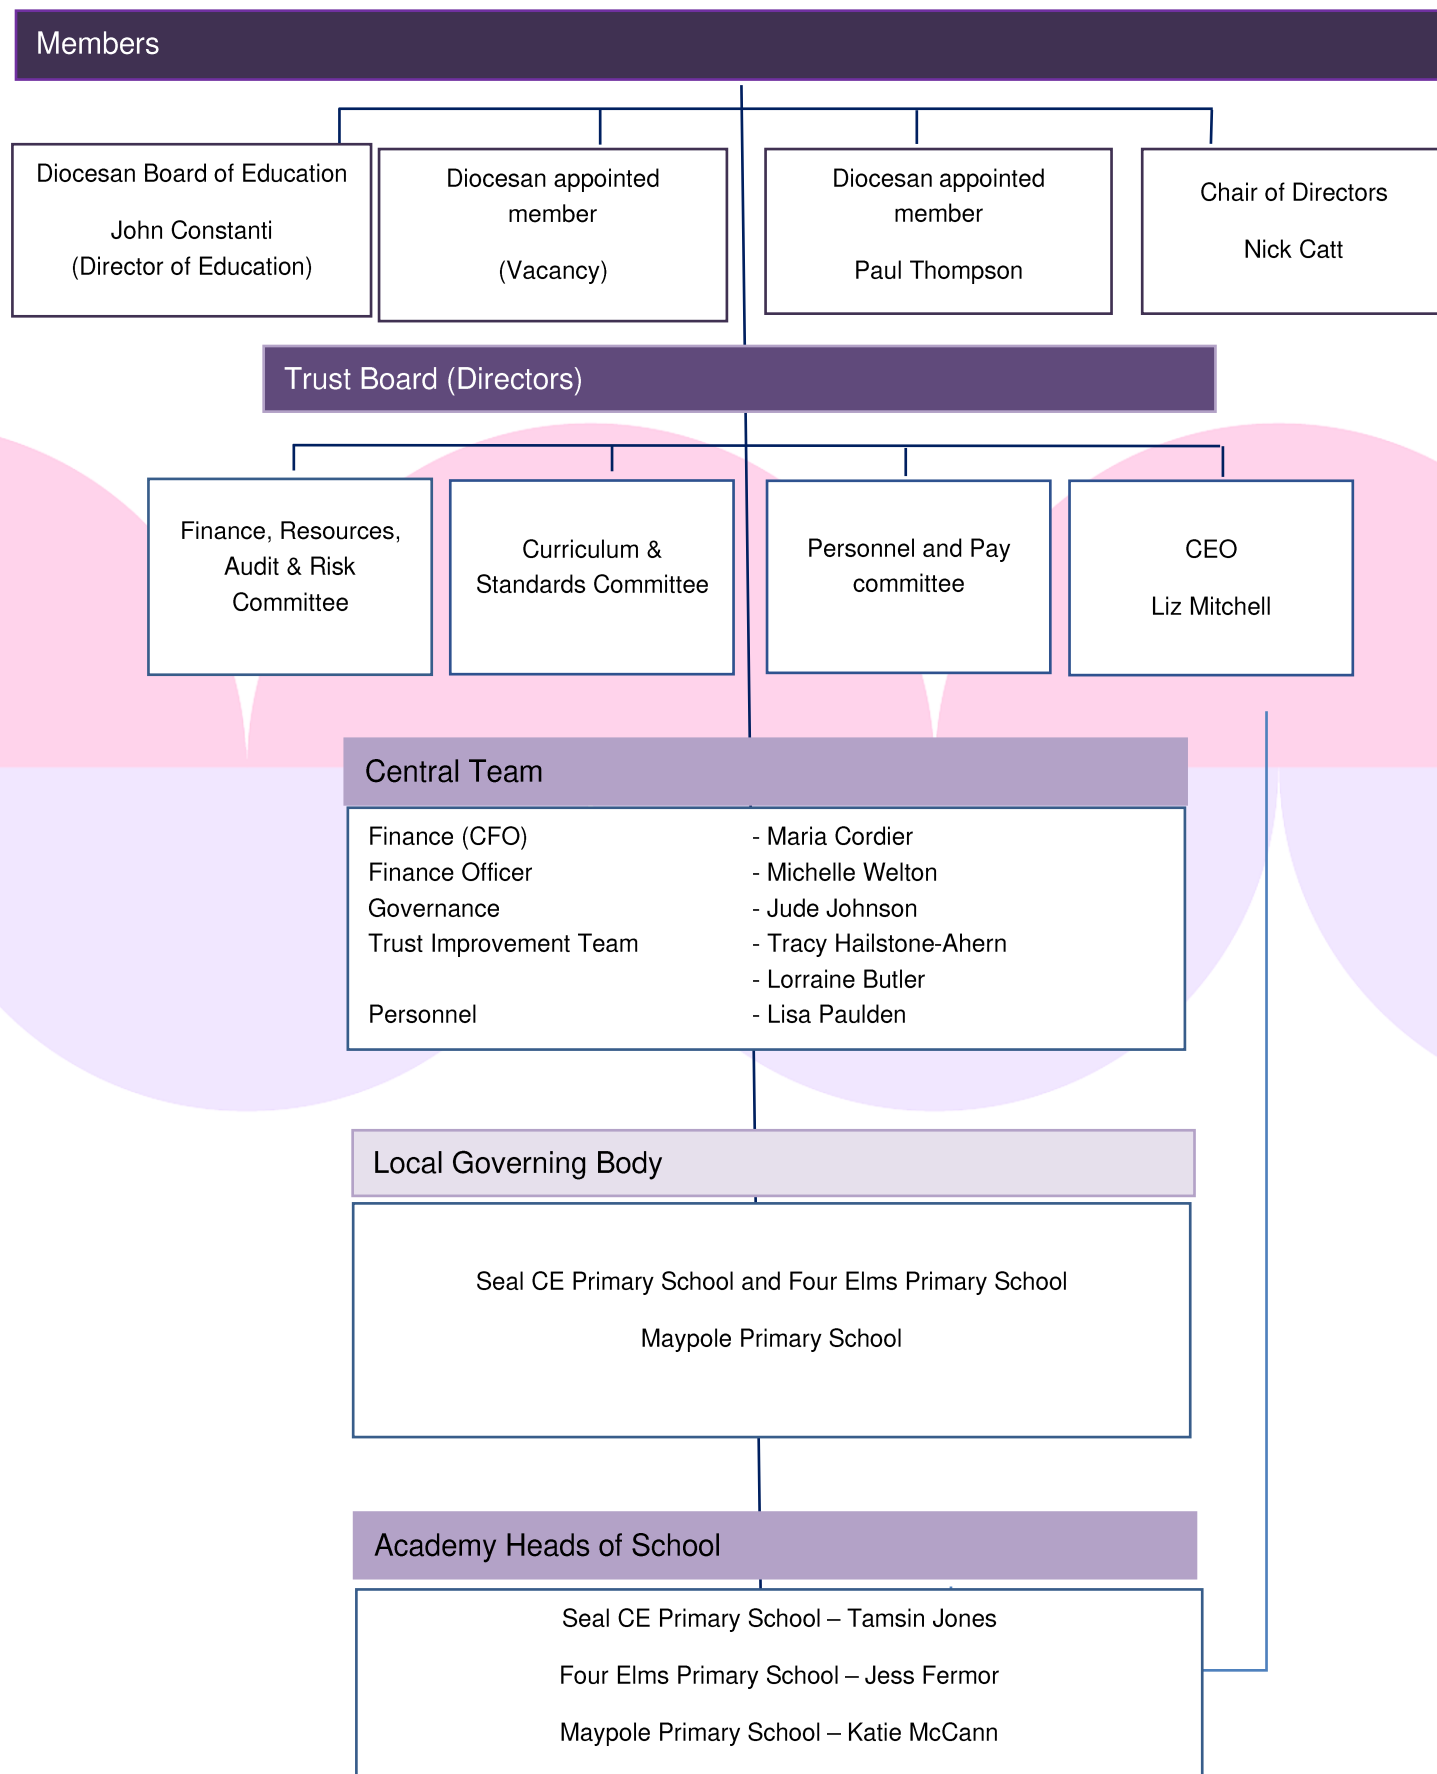 Members
Diocesan Board of Education
John Constanti
(Director of Education)
Diocesan appointed
member
(Vacancy)
Diocesan appointed
member
Paul Thompson
Chair of Directors
Nick Catt
Trust Board (Directors)
Finance, Resources,
Audit & Risk
Committee
Curriculum &
Standards Committee
Personnel and Pay
committee
CEO
Liz Mitchell
Central Team
Finance (CFO) - Maria Cordier
Finance Officer - Michelle Welton
Governance - Jude Johnson
Trust Improvement Team - Tracy Hailstone-Ahern
- Lorraine Butler
Personnel - Lisa Paulden
Local Governing Body
Seal CE Primary School and Four Elms Primary School
Maypole Primary School
Academy Heads of School
Seal CE Primary School – Tamsin Jones
Four Elms Primary School – Jess Fermor
Maypole Primary School – Katie McCann